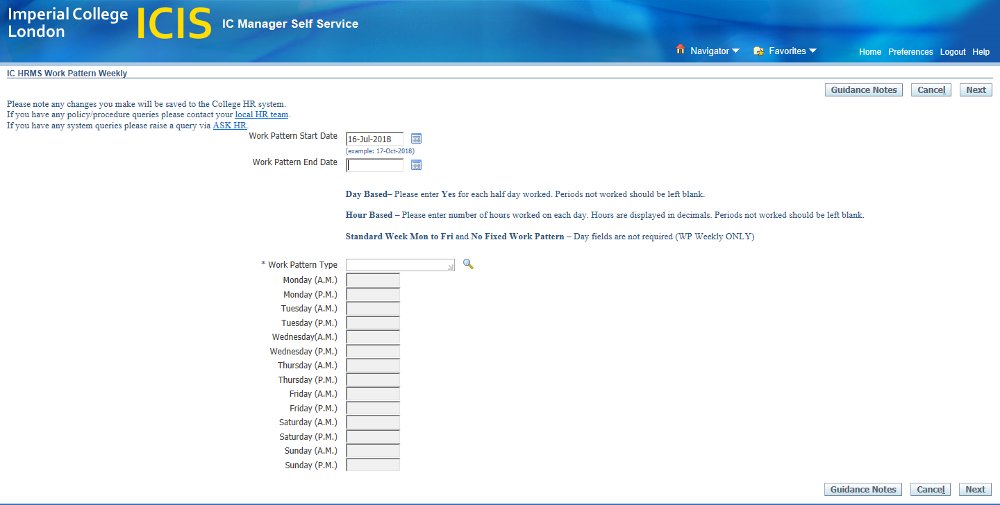 Imperial College
London
ICIS
IC Manager Self Service
Navigator
Favorites
Home Preferences Logout Help
IC HRMS Work Pattern Weekly
Guidance Notes Cancel Next
Please note any changes you make will be saved to the College HR system.
If you have any policy/procedure queries please contact your local HR team.
If you have any system queries please raise a query via ASK HR.
Work Pattern Start Date 16-Jul-2018
(example: 17-Oct-2018)
Work Pattern End Date
Day Based– Please enter Yes for each half day worked. Periods not worked should be left blank.
Hour Based – Please enter number of hours worked on each day. Hours are displayed in decimals. Periods not worked should be left blank.
Standard Week Mon to Fri and No Fixed Work Pattern – Day fields are not required (WP Weekly ONLY)
* Work Pattern Type
Monday (A.M.)
Monday (P.M.)
Tuesday (A.M.)
Tuesday (P.M.)
Wednesday(A.M.)
Wednesday (P.M.)
Thursday (A.M.)
Thursday (P.M.)
Friday (A.M.)
Friday (P.M.)
Saturday (A.M.)
Saturday (P.M.)
Sunday (A.M.)
Sunday (P.M.)
Guidance Notes Cancel Next